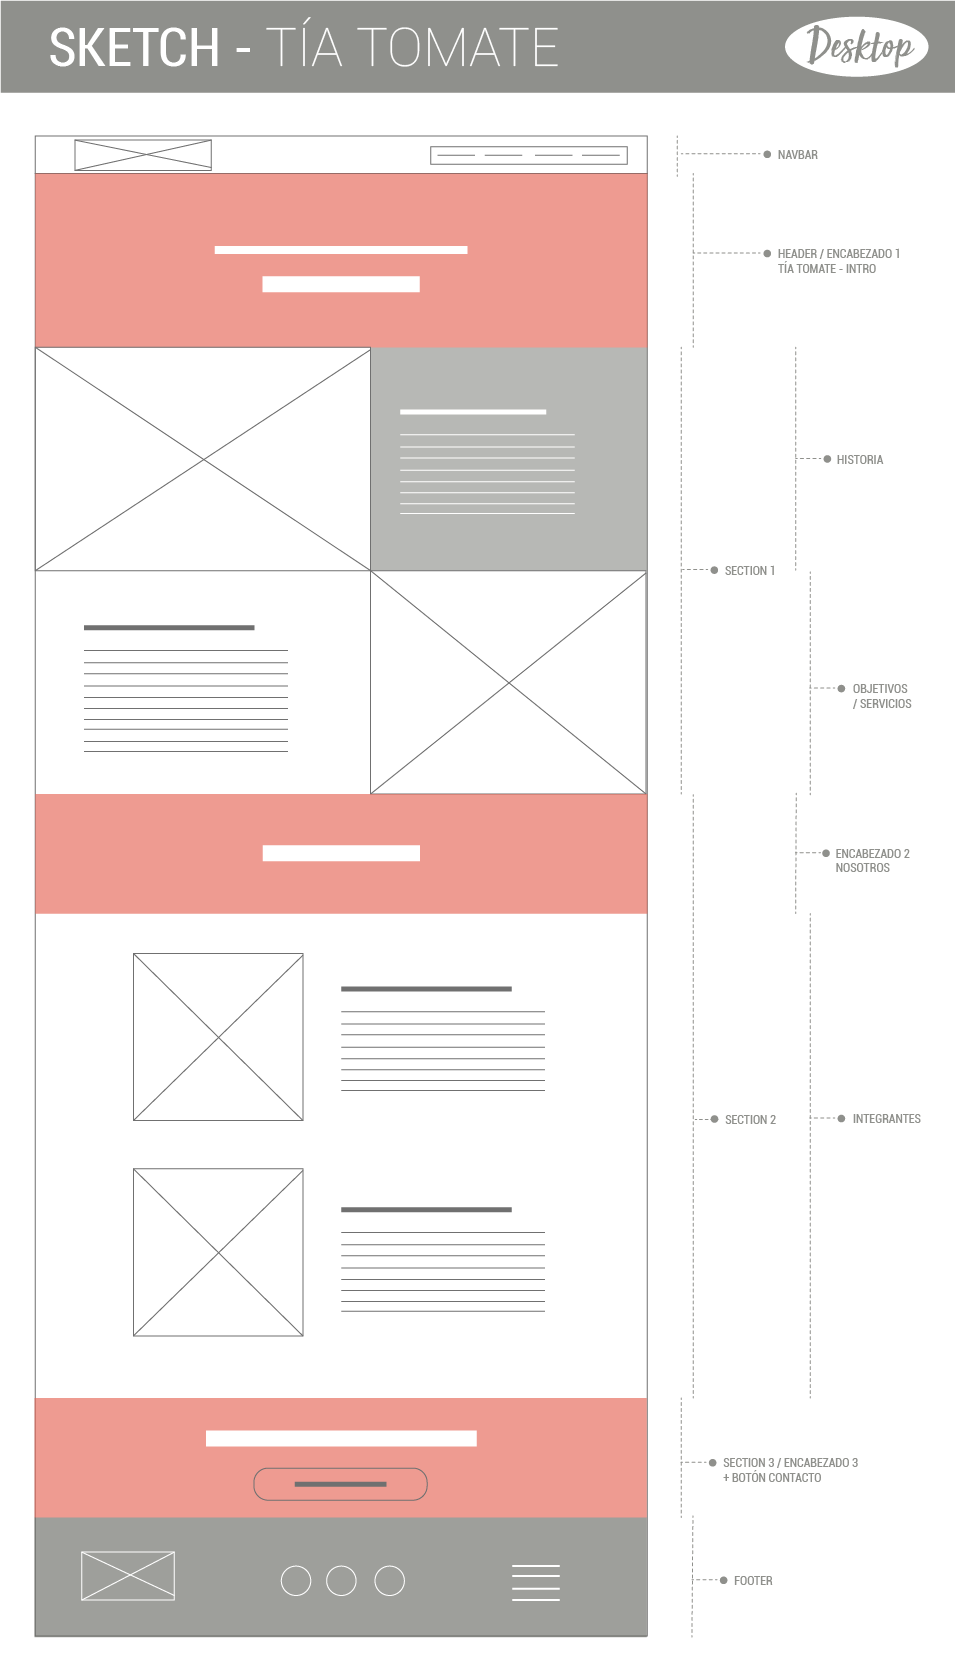 SKETCH - TÍA TOMATE
Desktop
NAVBAR
HEADER / ENCABEZADO 1
TÍA TOMATE - INTRO
HISTORIA
SECTION 1
OBJETIVOS
/ SERVICIOS
ENCABEZADO 2
NOSOTROS
SECTION 2
INTEGRANTES
SECTION 3 / ENCABEZADO 3
+ BOTÓN CONTACTO
FOOTER